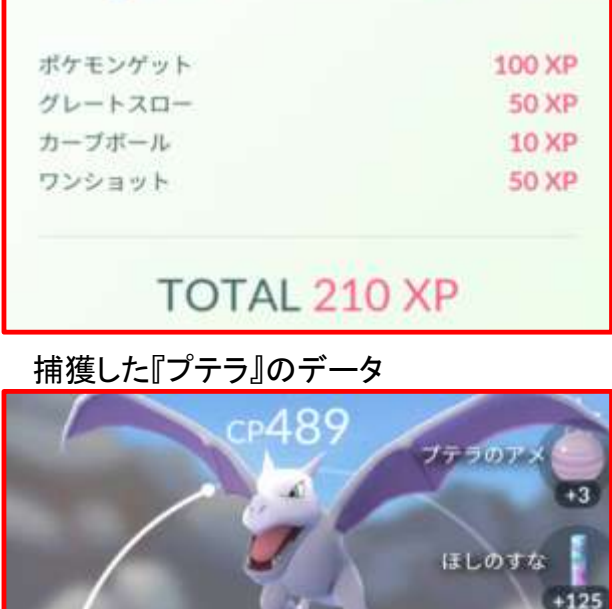 ポケモンゲット 100 XP
グレートスロー 50 XP
カーブボール 10 XP
ワンショット 50 XP
TOTAL 210 XP
捕獲した『プテラ』のデータ
CP489
プテラのアメ
+3
ほしのすな
+125